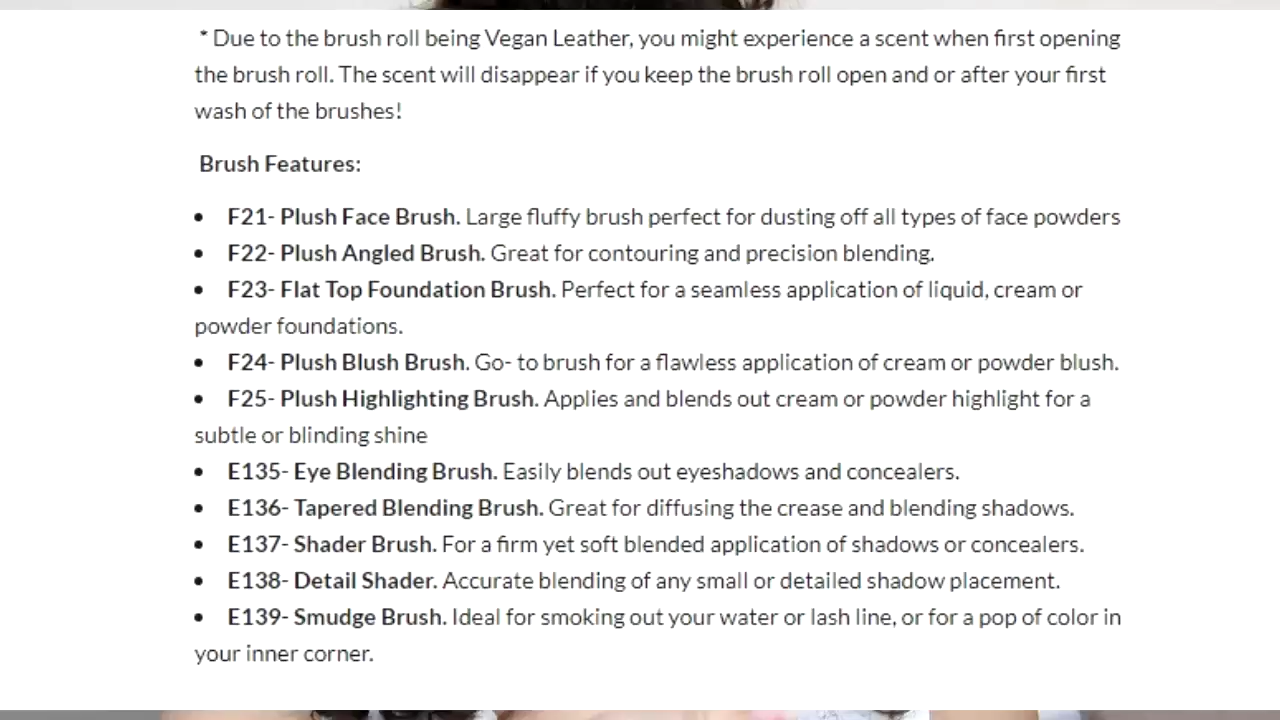 * Due to the brush roll being Vegan Leather, you might experience a scent when first opening
the brush roll. The scent will disappear if you keep the brush roll open and or after your first
wash of the brushes!
Brush Features:
• F21- Plush Face Brush. Large fluffy brush perfect for dusting off all types of face powders
• F22- Plush Angled Brush. Great for contouring and precision blending.
• F23- Flat Top Foundation Brush. Perfect for a seamless application of liquid, cream or
powder foundations.
• F24- Plush Blush Brush. Go- to brush for a flawless application of cream or powder blush.
• F25- Plush Highlighting Brush. Applies and blends out cream or powder highlight for a
subtle or blinding shine
• E135- Eye Blending Brush. Easily blends out eyeshadows and concealers.
• E136- Tapered Blending Brush. Great for diffusing the crease and blending shadows.
• E137- Shader Brush. For a firm yet soft blended application of shadows or concealers.
• E138- Detail Shader. Accurate blending of any small or detailed shadow placement.
• E139- Smudge Brush. Ideal for smoking out your water or lash line, or for a pop of color in
your inner corner.